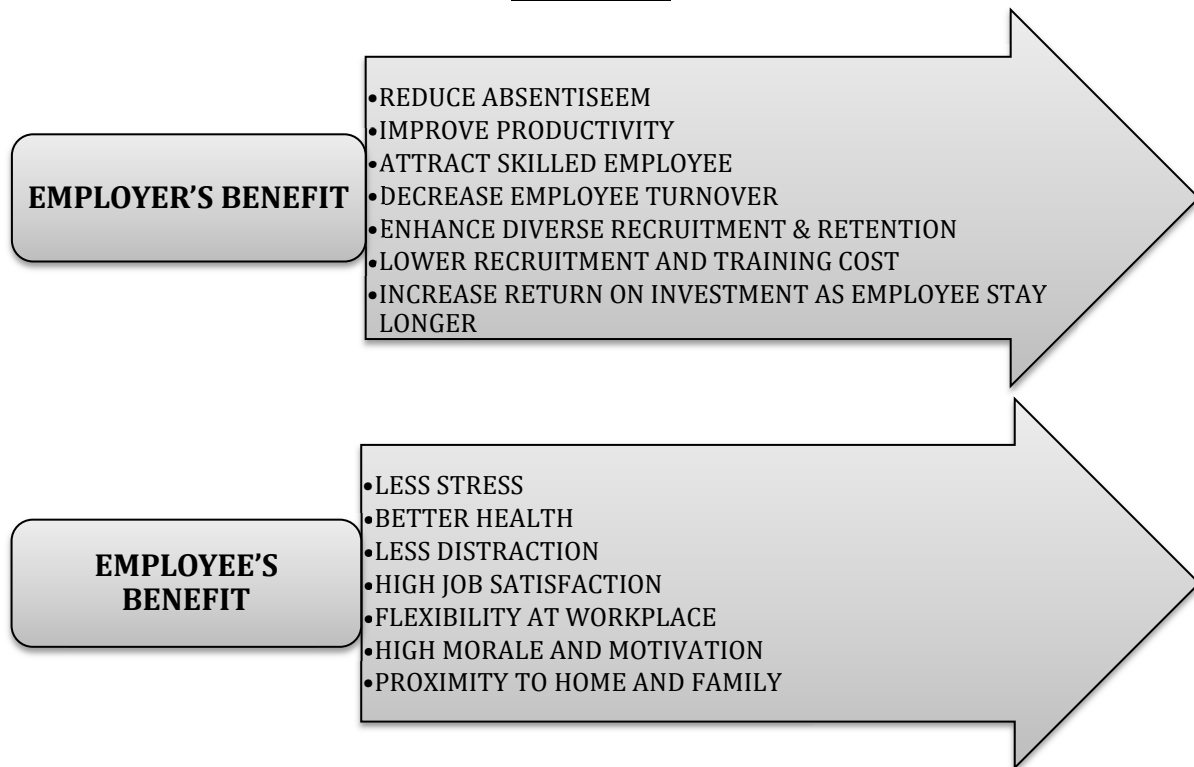 EMPLOYER’S BENEFIT
•REDUCE ABSENTISEEM
•IMPROVE PRODUCTIVITY
•ATTRACT SKILLED EMPLOYEE
•DECREASE EMPLOYEE TURNOVER
•ENHANCE DIVERSE RECRUITMENT & RETENTION
•LOWER RECRUITMENT AND TRAINING COST
•INCREASE RETURN ON INVESTMENT AS EMPLOYEE STAY
LONGER
EMPLOYEE’S
BENEFIT
•LESS STRESS
•BETTER HEALTH
•LESS DISTRACTION
•HIGH JOB SATISFACTION
•FLEXIBILITY AT WORKPLACE
•HIGH MORALE AND MOTIVATION
•PROXIMITY TO HOME AND FAMILY